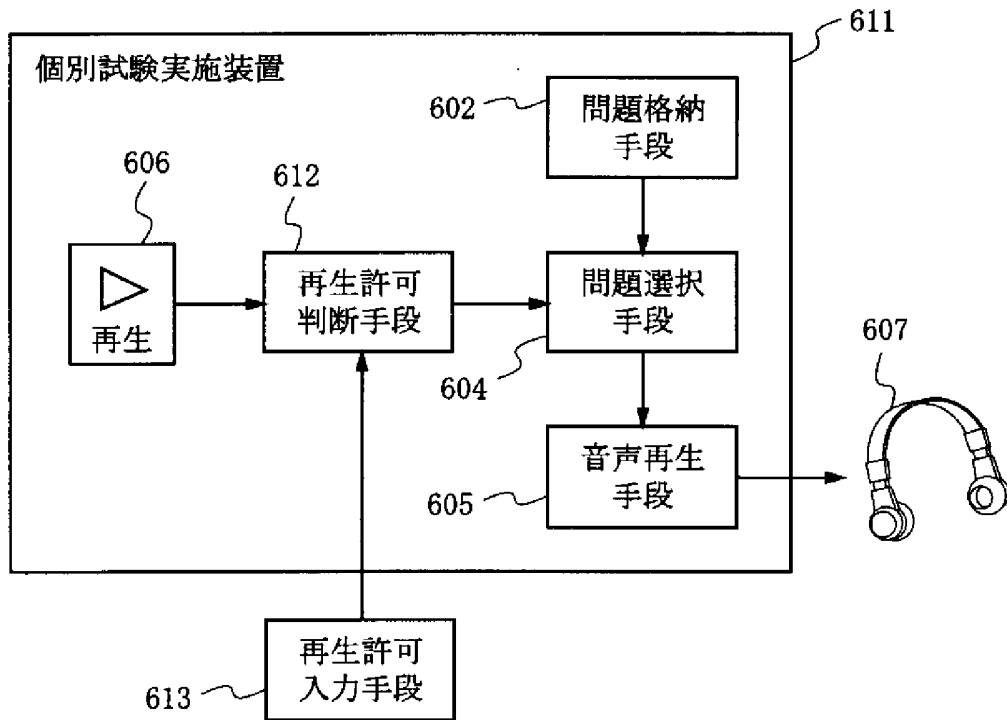 611
個別試験実施装置
602
問題格納
手段
606
612
再生
再生許可
判断手段
問題選択
手段
604
607
音声再生
手段
605
再生許可
入力手段
613